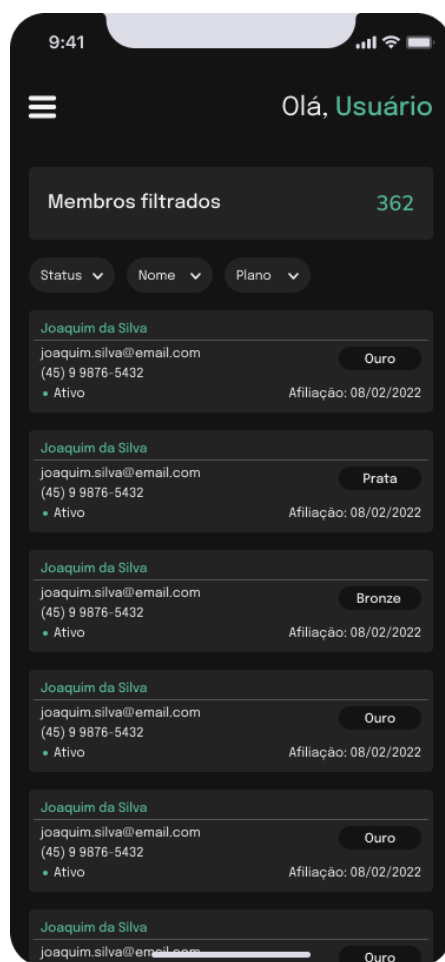 9:41
Olá, Usuário
Membros filtrados 362
Status Nome Plano
Joaquim da Silva
joaquim.silva@email.com
Ouro
(45) 9 9876-5432
• Ativo Afiliação: 08/02/2022
Joaquim da Silva
joaquim.silva@email.com
Prata
(45) 9 9876-5432
• Ativo Afiliação: 08/02/2022
Joaquim da Silva
joaquim.silva@email.com
Bronze
(45) 9 9876-5432
• Ativo Afiliação: 08/02/2022
Joaquim da Silva
joaquim.silva@email.com
Ouro
(45) 9 9876-5432
• Ativo Afiliação: 08/02/2022
Joaquim da Silva
joaquim.silva@email.com
Ouro
(45) 9 9876-5432
• Ativo Afiliação: 08/02/2022
Joaquim da Silva
joaquim.silva@email.com
Ouro